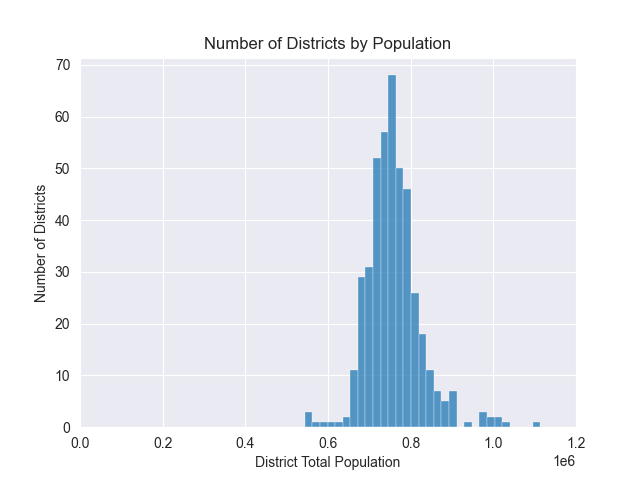 Number of Districts by Population
70
60
50
40
30
20
10
0
Number of Districts
0.0 0.2 0.4 0.6 0.8 1.0 1.2
1e6
District Total Population